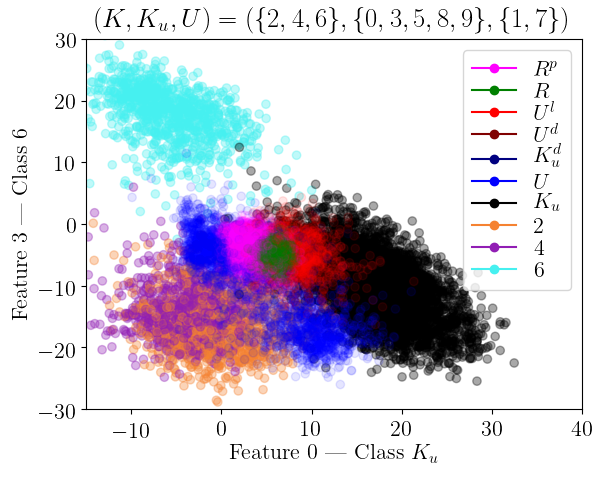 (K, K_u, U) = ({2, 4, 6}, {0, 3, 5, 8, 9}, {1, 7})
30
20
10
0
−10
−20
−30
Feature 3 — Class 6
−10
0
10
20
30
40
Feature 0 — Class K_u
R^p
R
U^l
U^d
K_u^d
U
K_u
2
4
6